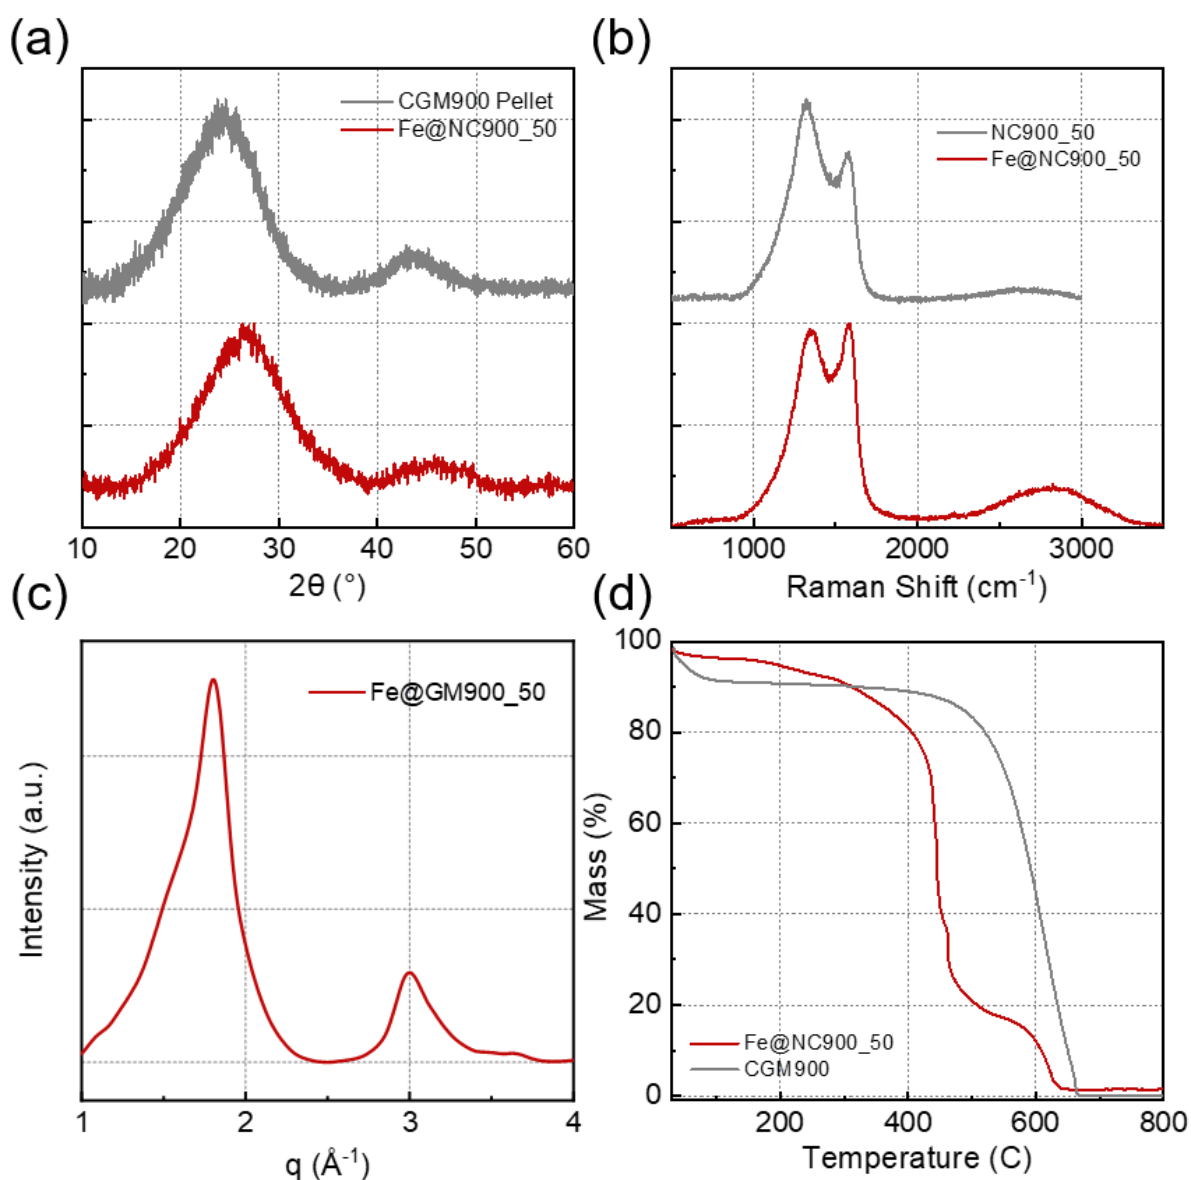 (a)
CGM900 Pellet
Fe@NC900_50
10 20 30 40 50 60
2θ (°)
(b)
NC900_50
Fe@NC900_50
1000 2000 3000
Raman Shift (cm⁻¹)
(c)
Fe@GM900_50
Intensity (a.u.)
1 2 3 4
q (Å⁻¹)
(d)
100
80
60
40
20
0
Mass (%)
Fe@NC900_50
CGM900
200 400 600 800
Temperature (C)